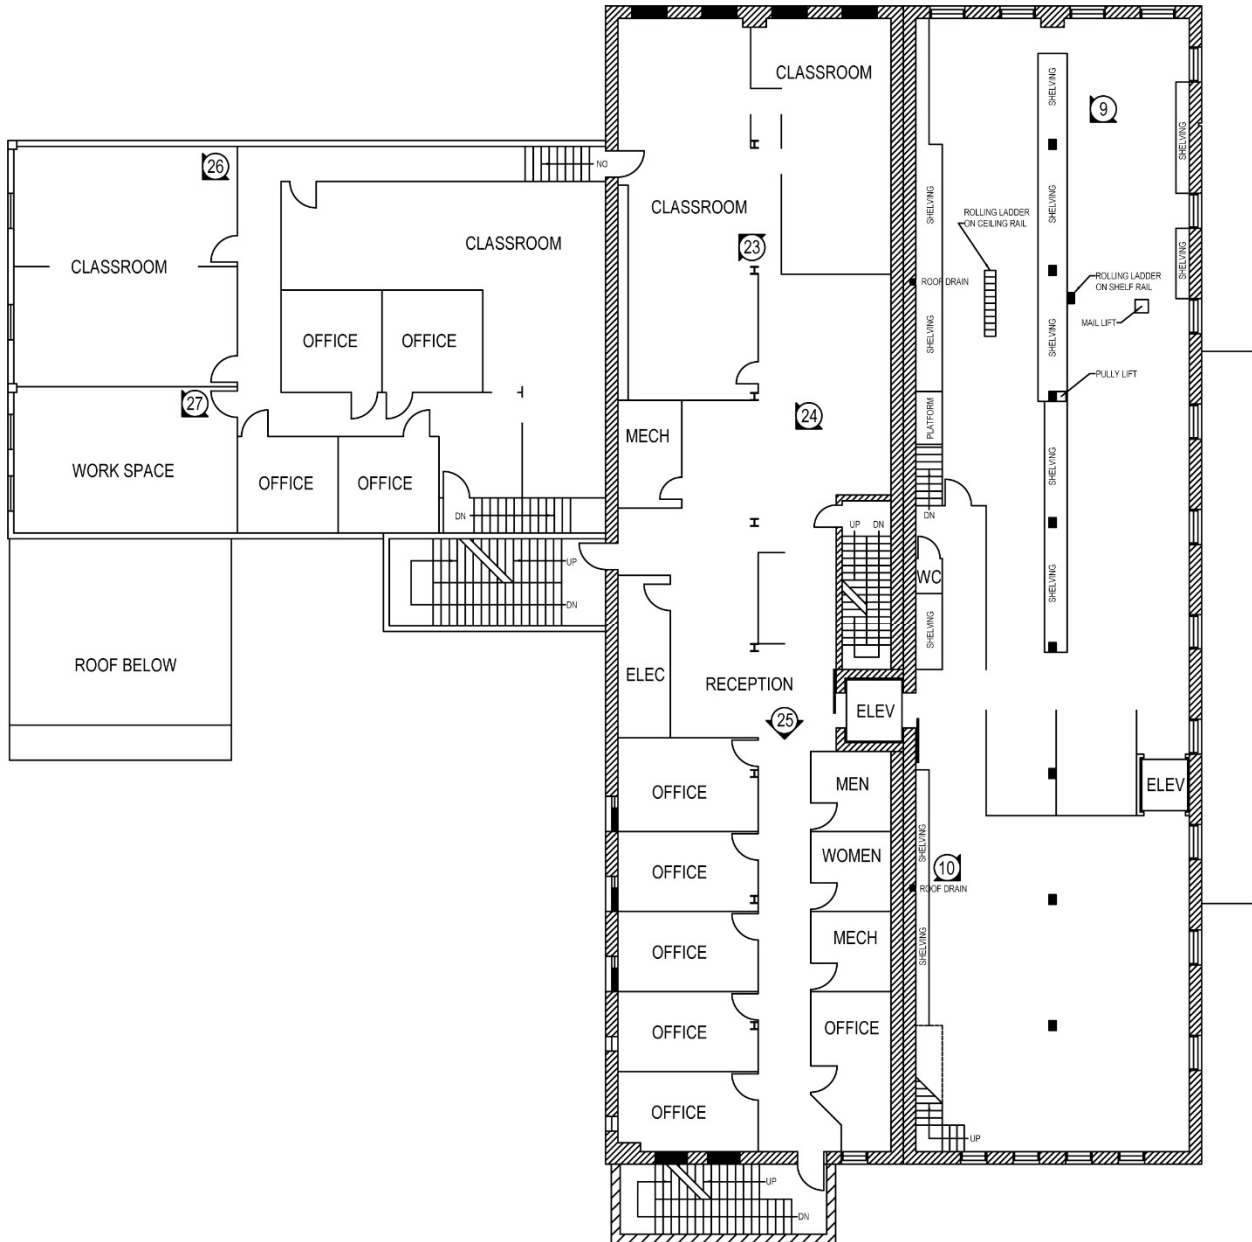 CLASSROOM
9
SHELVING
SHELVING
26
DN
SHELVING
SHELVING
CLASSROOM
ROLLING LADDER
ON CEILING RAIL
CLASSROOM
23
SHELVING
CLASSROOM
ROOF DRAIN
ROLLING LADDER
ON SHELF RAIL
MAIL LIFT
OFFICE
OFFICE
SHELVING
SHELVING
PULLY LIFT
27
24
PLATFORM
MECH
WORK SPACE
OFFICE
OFFICE
SHELVING
DN
UP
DN
DN
UP
WC
SHELVING
DN
SHELVING
ROOF BELOW
ELEC
RECEPTION
ELEV
25
OFFICE
MEN
ELEV
SHELVING
OFFICE
WOMEN
10
ROOF DRAIN
OFFICE
MECH
SHELVING
OFFICE
OFFICE
OFFICE
UP
UP
DN